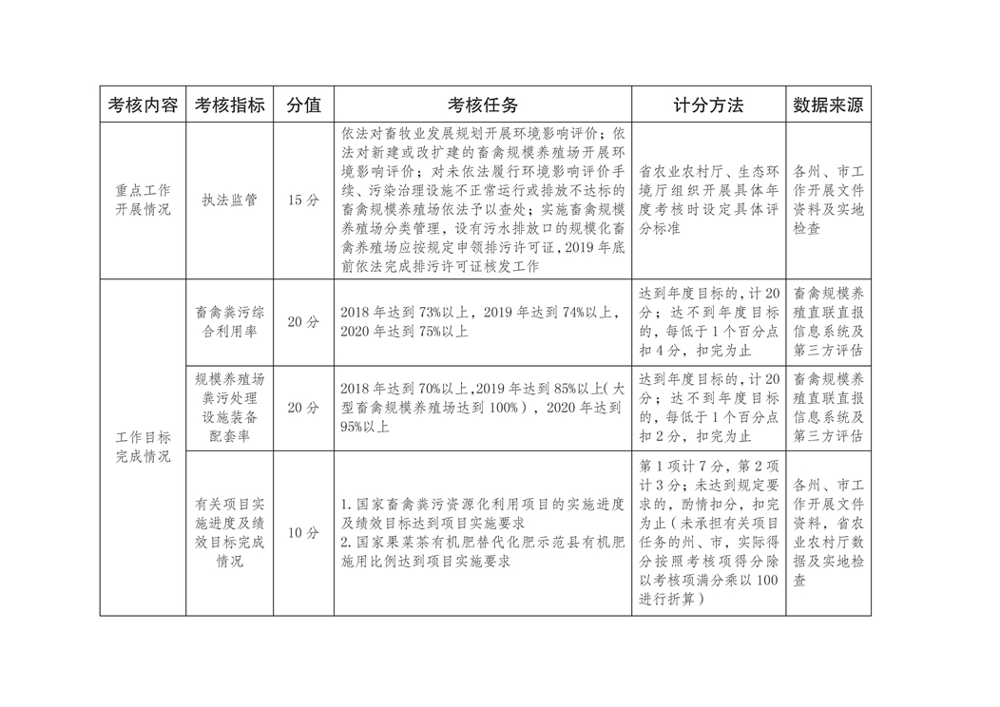 考核内容 考核指标 分值 考核任务 计分方法 数据来源
重点工作
开展情况
执法监管
15 分
依法对畜牧业发展规划开展环境影响评价；依
法对新建或改扩建的畜禽规模养殖场开展环
境影响评价；对未依法履行环境影响评价手
续、污染治理设施不正常运行或排放不达标的
畜禽规模养殖场依法予以查处；实施畜禽规模
养殖场分类管理，设有污水排放口的规模化畜
禽养殖场应按规定申领排污许可证，2019 年底
前依法完成排污许可证核发工作
省农业农村厅、生态环
境厅组织开展具体年
度考核时设定具体评
分标准
各州、市工
作开展文件
资料及实地
检查
工作目标
完成情况
畜禽粪污综
合利用率
20 分
2018 年达到 73%以上，2019 年达到 74%以上，
2020 年达到 75%以上
达到年度目标的，计 20
分；达不到年度目标
的，每低于 1 个百分点
扣 4 分，扣完为止
畜禽规模养
殖直联直报
信息系统及
第三方评估
规模养殖场
粪污处理
设施装备
配套率
20 分
2018 年达到 70%以上,2019 年达到 85%以上（大
型畜禽规模养殖场达到 100%），2020 年达到
95%以上
达到年度目标的，计 20
分；达不到年度目标
的，每低于 1 个百分点
扣 2 分，扣完为止
畜禽规模养
殖直联直报
信息系统及
第三方评估
有关项目实
施进度及绩
效目标完成
情况
10 分
1.国家畜禽粪污资源化利用项目的实施进度
及绩效目标达到项目实施要求
2.国家果菜茶有机肥替代化肥示范县有机肥
施用比例达到项目实施要求
第 1 项计 7 分，第 2 项
计 3 分；未达到规定要
求的，酌情扣分，扣完
为止（未承担有关项目
任务的州、市，实际得
分按照考核项得分除
以考核项满分乘以 100
进行折算）
各州、市工
作开展文件
资料，省农
业农村厅数
据及实地检
查